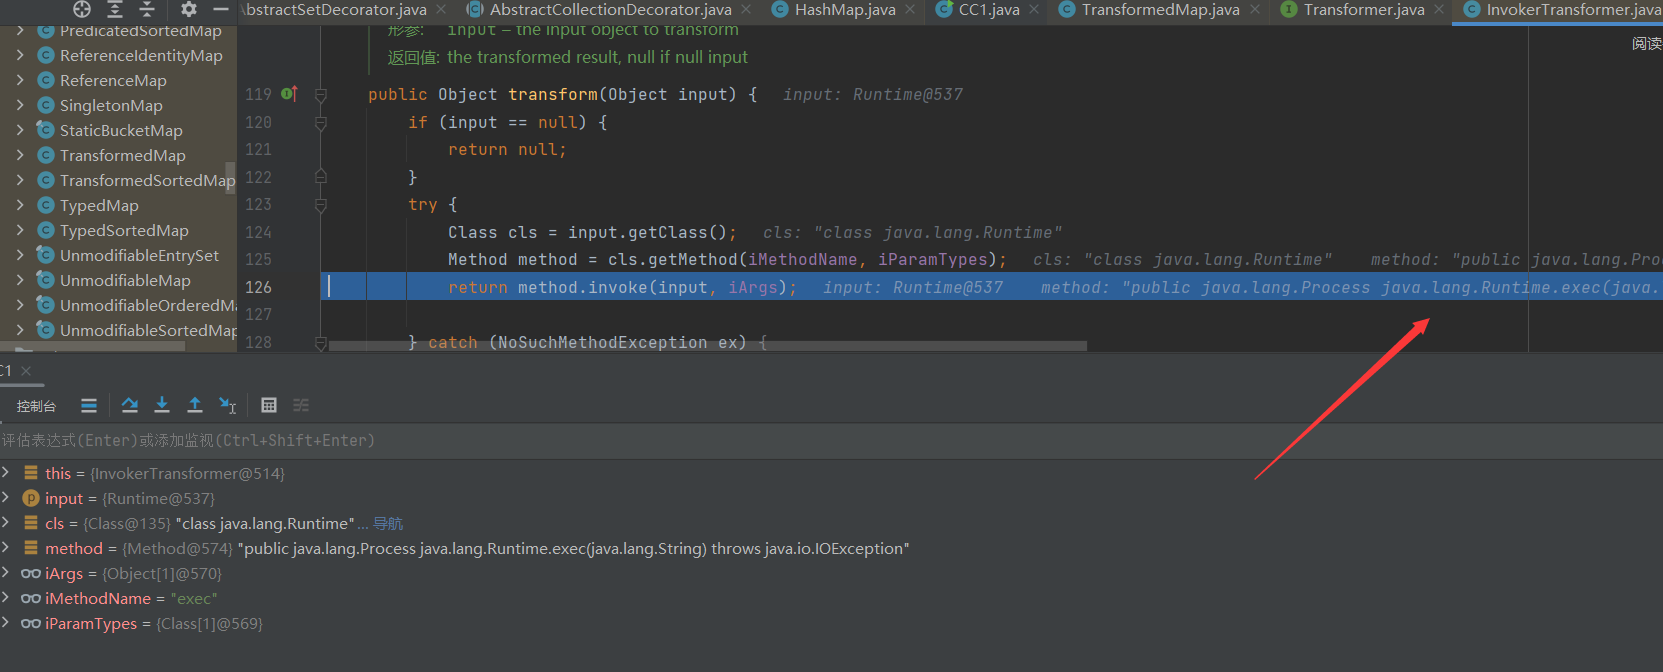 \bstractSetDecorator.java AbstractCollectionDecorator.java HashMap.java CC1.java TransformedMap.java Transformer.java InvokerTransformer.java
PredicatedSortedMap
ReferenceIdentityMap
ReferenceMap
SingletonMap
StaticBucketMap
TransformedMap
TransformedSortedMap
TypedMap
TypedSortedMap
UnmodifiableEntrySet
UnmodifiableMap
UnmodifiableOrderedMa
UnmodifiableSortedMap
形参: input – the input object to transform
返回值: the transformed result, null if null input
阅读
119 public Object transform(Object input) { input: Runtime@537
120 if (input == null) {
121 return null;
122 }
123 try {
124 Class cls = input.getClass(); cls: "class java.lang.Runtime"
125 Method method = cls.getMethod(iMethodName, iParamTypes); cls: "class java.lang.Runtime" method: "public java.lang.Pro
126 return method.invoke(input, iArgs); input: Runtime@537 method: "public java.lang.Process java.lang.Runtime.exec(java.
127
128 } catch (NoSuchMethodException ex) {
C1
控制台
评估表达式(Enter)或添加监视(Ctrl+Shift+Enter)
this = {InvokerTransformer@514}
input = {Runtime@537}
cls = {Class@135} "class java.lang.Runtime"... 导航
method = {Method@574} "public java.lang.Process java.lang.Runtime.exec(java.lang.String) throws java.io.IOException"
iArgs = {Object[1]@570}
iMethodName = "exec"
iParamTypes = {Class[1]@569}